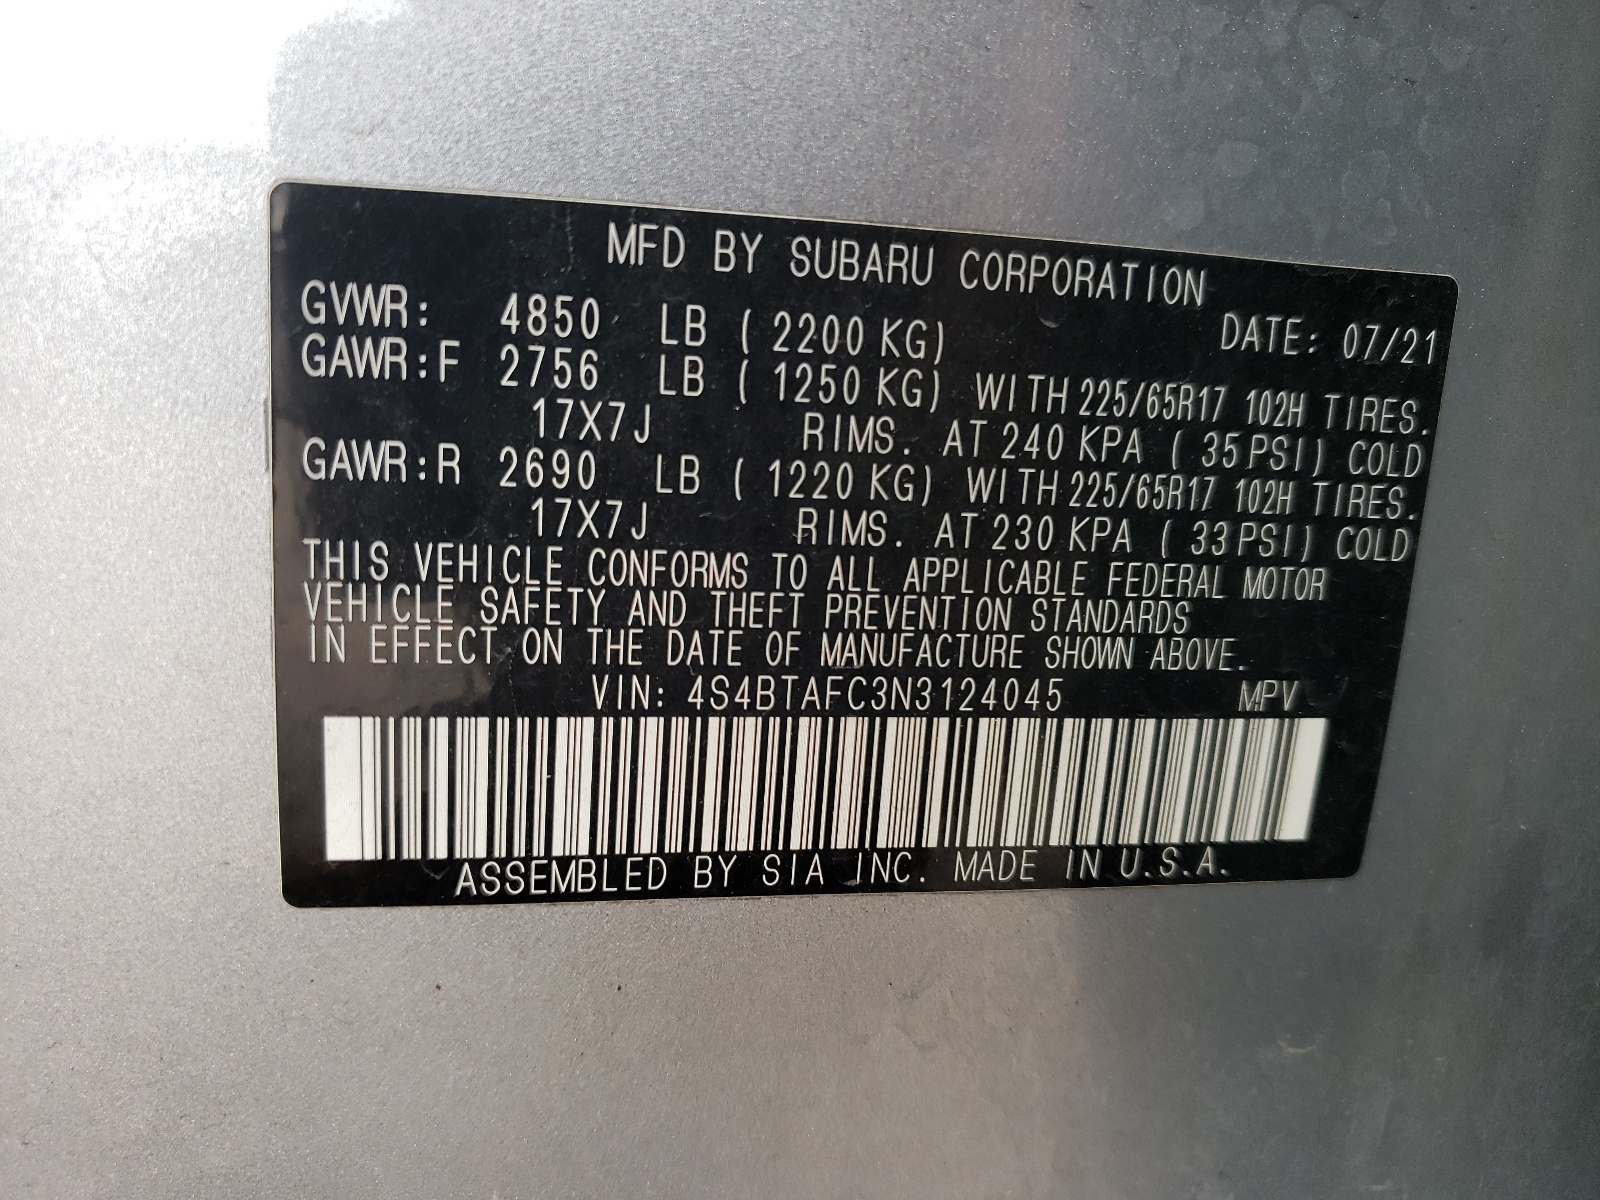 MFD BY SUBARU CORPORATION
GVWR: 4850 LB ( 2200 KG) DATE: 07/21
GAWR:F 2756 LB ( 1250 KG) WITH 225/65R17 102H TIRES.
17X7J RIMS. AT 240 KPA ( 35 PSI) COLD
GAWR:R 2690 LB ( 1220 KG) WITH 225/65R17 102H TIRES.
17X7J RIMS. AT 230 KPA ( 33 PSI) COLD
THIS VEHICLE CONFORMS TO ALL APPLICABLE FEDERAL MOTOR
VEHICLE SAFETY AND THEFT PREVENTION STANDARDS
IN EFFECT ON THE DATE OF MANUFACTURE SHOWN ABOVE.
VIN: 4S4BTAFC3N3124045 MPV
ASSEMBLED BY SIA INC. MADE IN U.S.A.